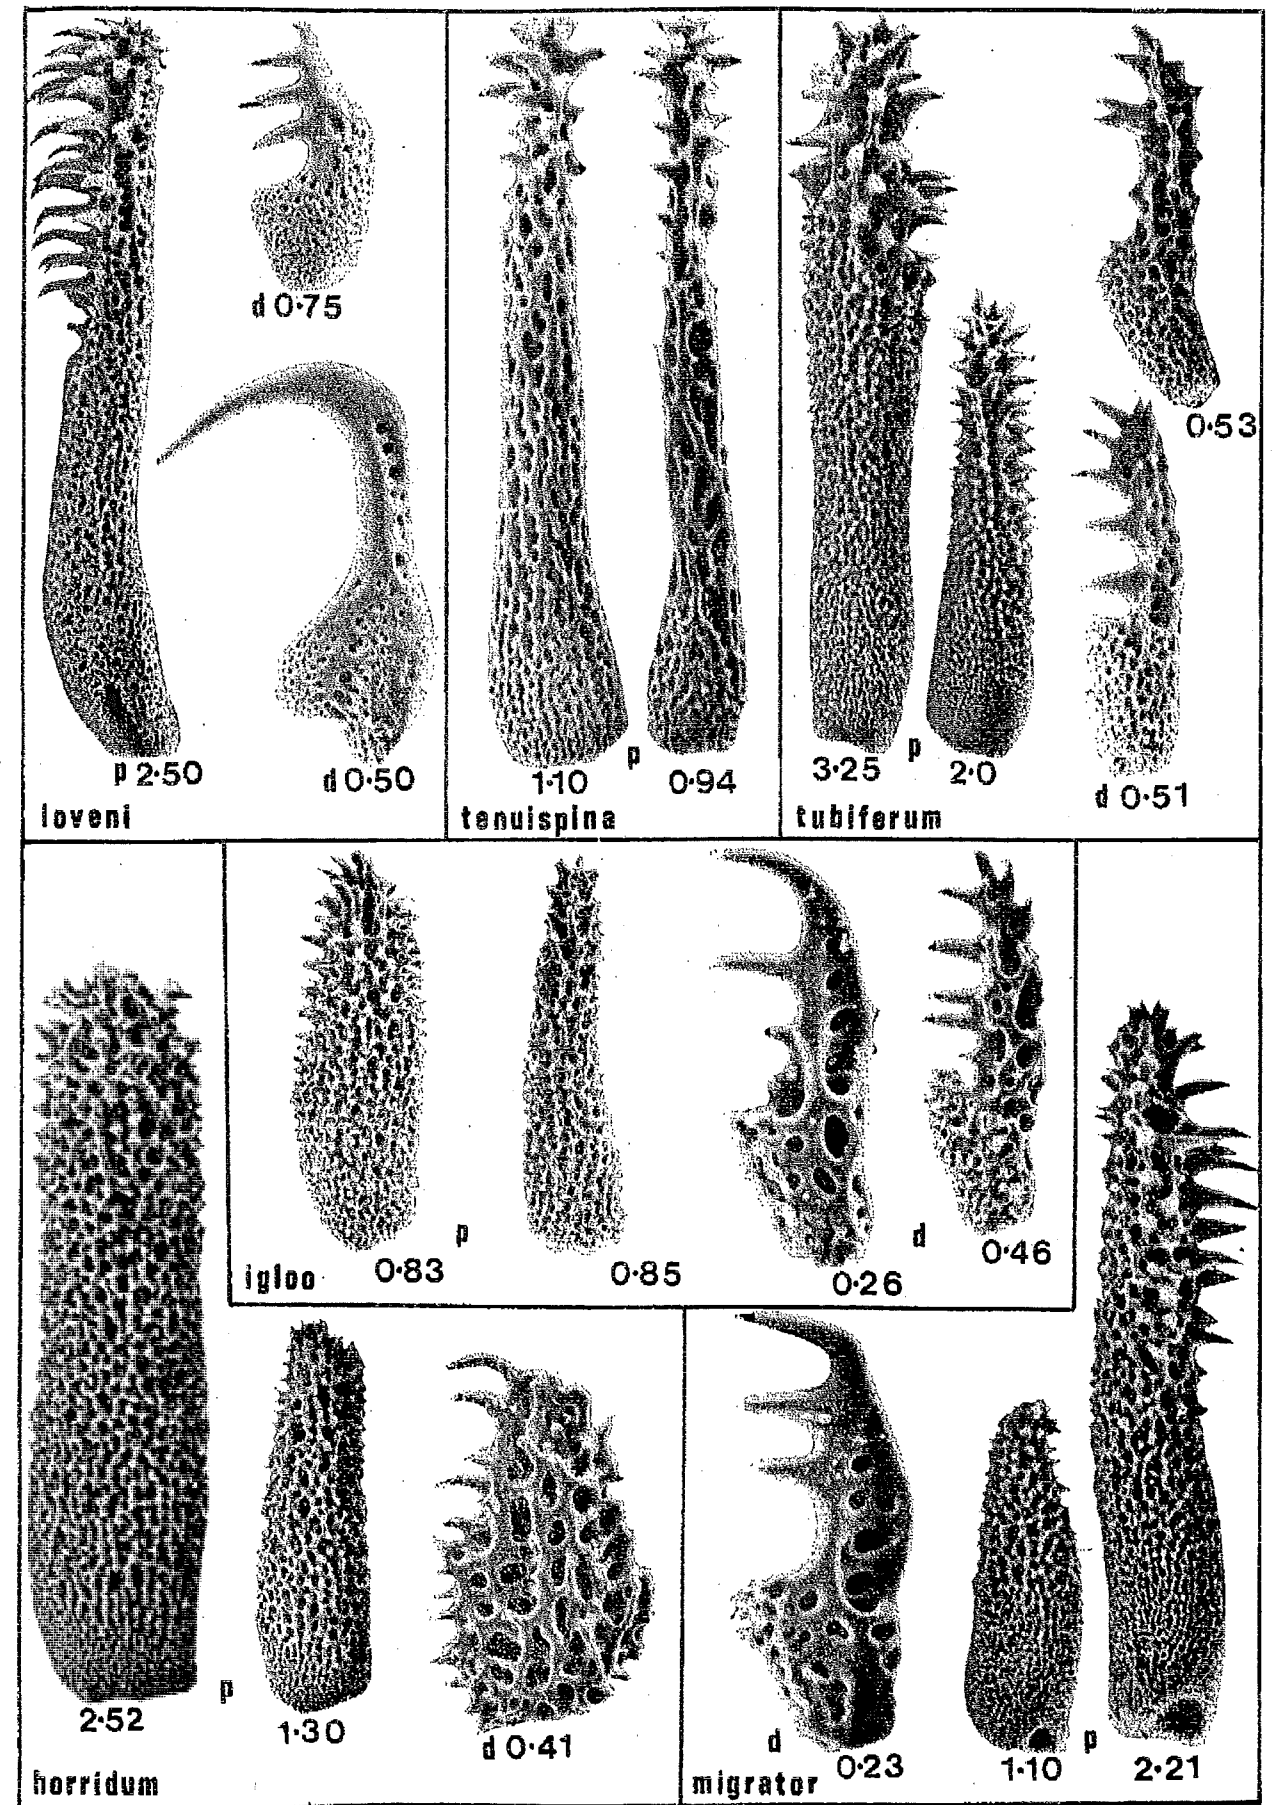 d 0·75
p 2·50
d 0·50
loveni
p
1·10
0·94
tenuispina
0·53
3·25
p
2·0
d 0·51
tubiferum
p
d
0·83
0·85
0·26
0·46
igloo
p
2·52
1·30
d 0·41
horridum
d
0·23
1·10
p
2·21
migrator